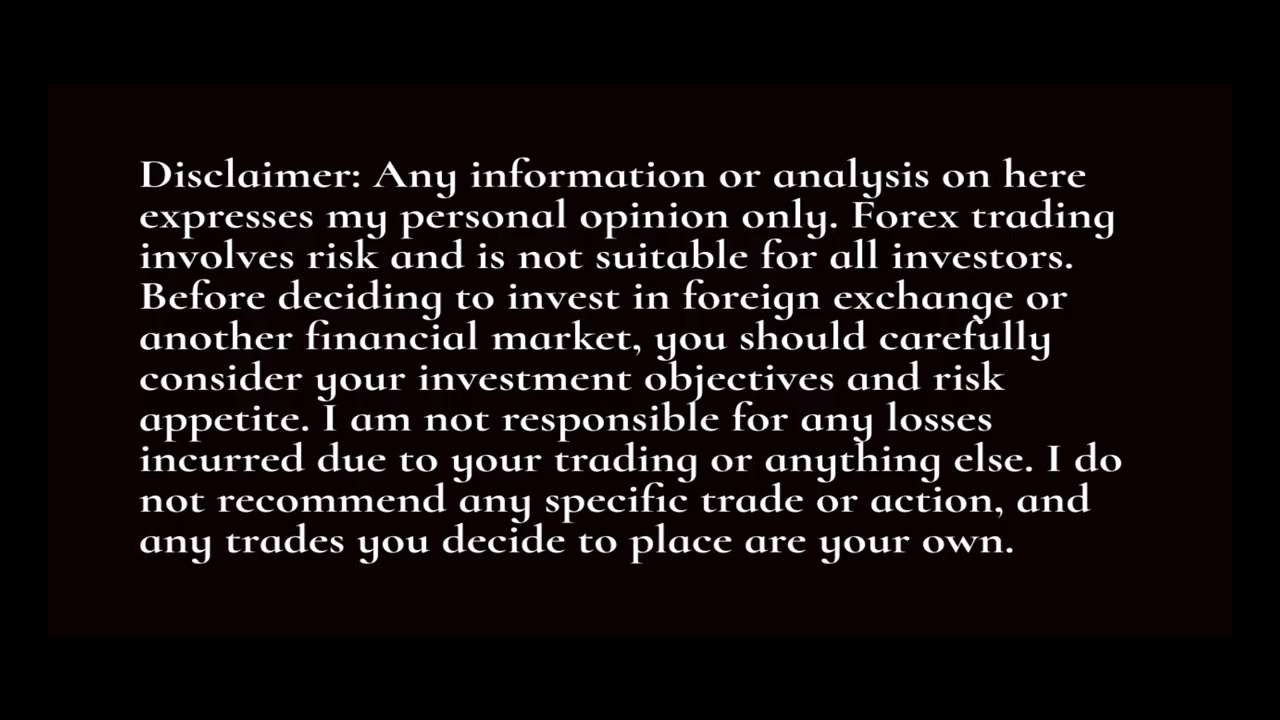 Disclaimer: Any information or analysis on here
expresses my personal opinion only. Forex trading
involves risk and is not suitable for all investors.
Before deciding to invest in foreign exchange or
another financial market, you should carefully
consider your investment objectives and risk
appetite. I am not responsible for any losses
incurred due to your trading or anything else. I do
not recommend any specific trade or action, and
any trades you decide to place are your own.